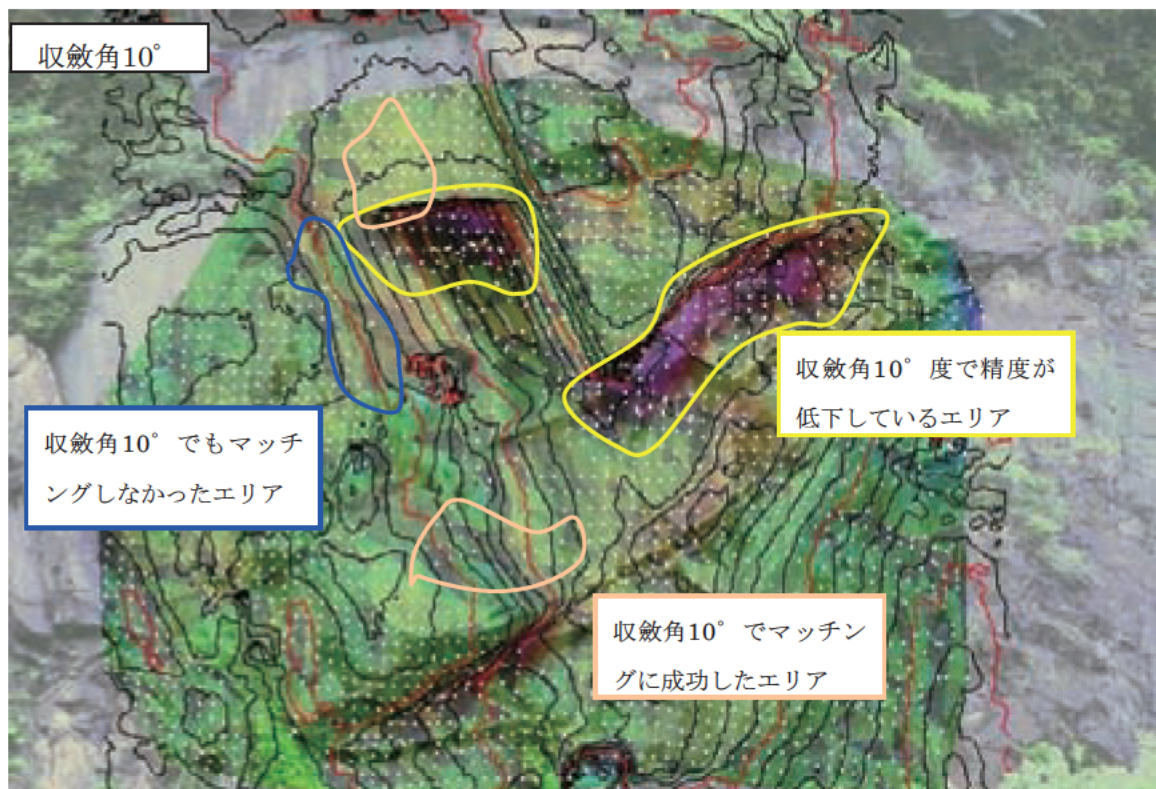 収斂角10°
収斂角10°度で精度が
低下しているエリア
収斂角10°でもマッチ
ングしなかったエリア
収斂角10°でマッチン
グに成功したエリア